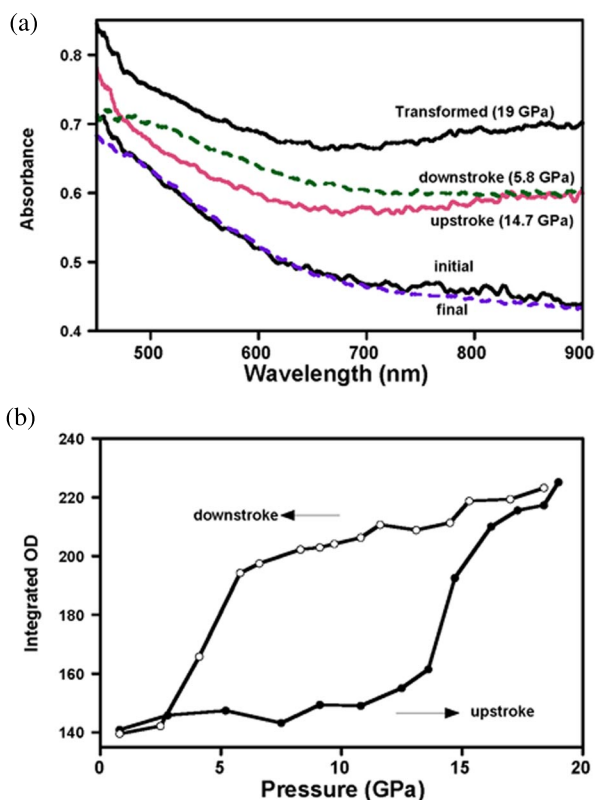 (a)
0.8
0.7
0.6
0.5
0.4
Absorbance
Transformed (19 GPa)
downstroke (5.8 GPa)
upstroke (14.7 GPa)
initial
final
500 600 700 800 900
Wavelength (nm)
(b)
240
220
200
180
160
140
Integrated OD
downstroke
upstroke
0 5 10 15 20
Pressure (GPa)